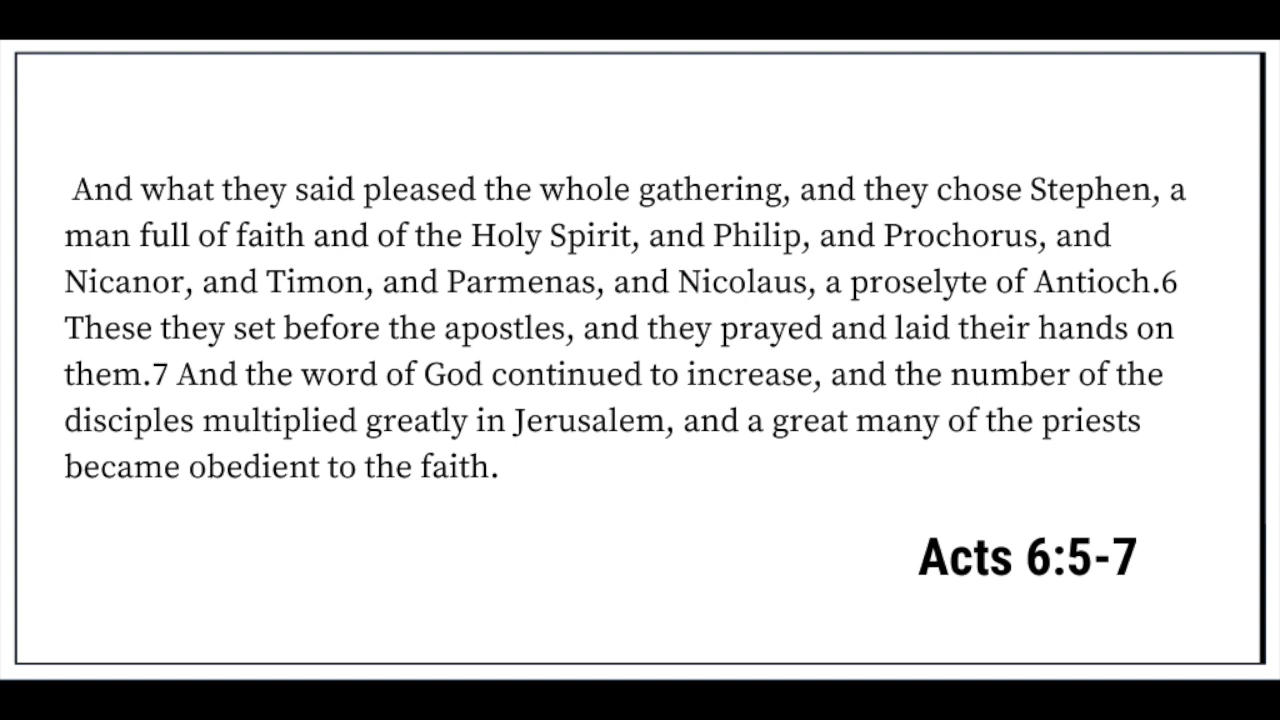 And what they said pleased the whole gathering, and they chose Stephen, a
man full of faith and of the Holy Spirit, and Philip, and Prochorus, and
Nicanor, and Timon, and Parmenas, and Nicolaus, a proselyte of Antioch.6
These they set before the apostles, and they prayed and laid their hands on
them.7 And the word of God continued to increase, and the number of the
disciples multiplied greatly in Jerusalem, and a great many of the priests
became obedient to the faith.
Acts 6:5-7